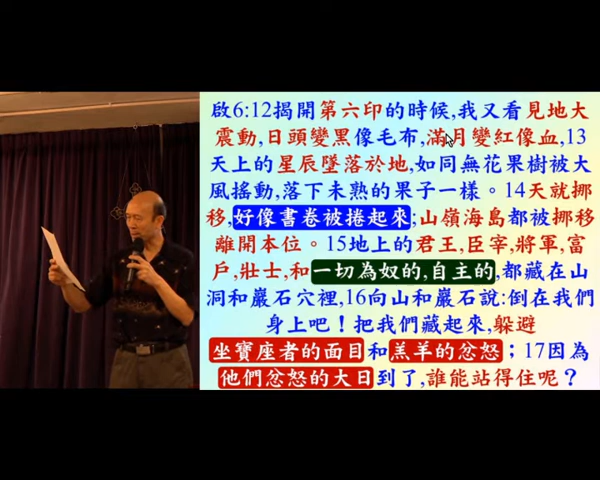 啟6:12揭開第六印的時候,我又看見地大
震動,日頭變黑像毛布,滿月變紅像血,13
天上的星辰墜落於地,如同無花果樹被大
風搖動,落下未熟的果子一樣。14天就挪
移,好像書卷被捲起來;山嶺海島都被挪移
離開本位。15地上的君王,臣宰,將軍,富
戶,壯士,和一切為奴的,自主的,都藏在山
洞和巖石穴裡,16向山和巖石說:倒在我們
身上吧!把我們藏起來,躲避
坐寶座者的面目和羔羊的忿怒;17因為
他們忿怒的大日到了,誰能站得住呢?